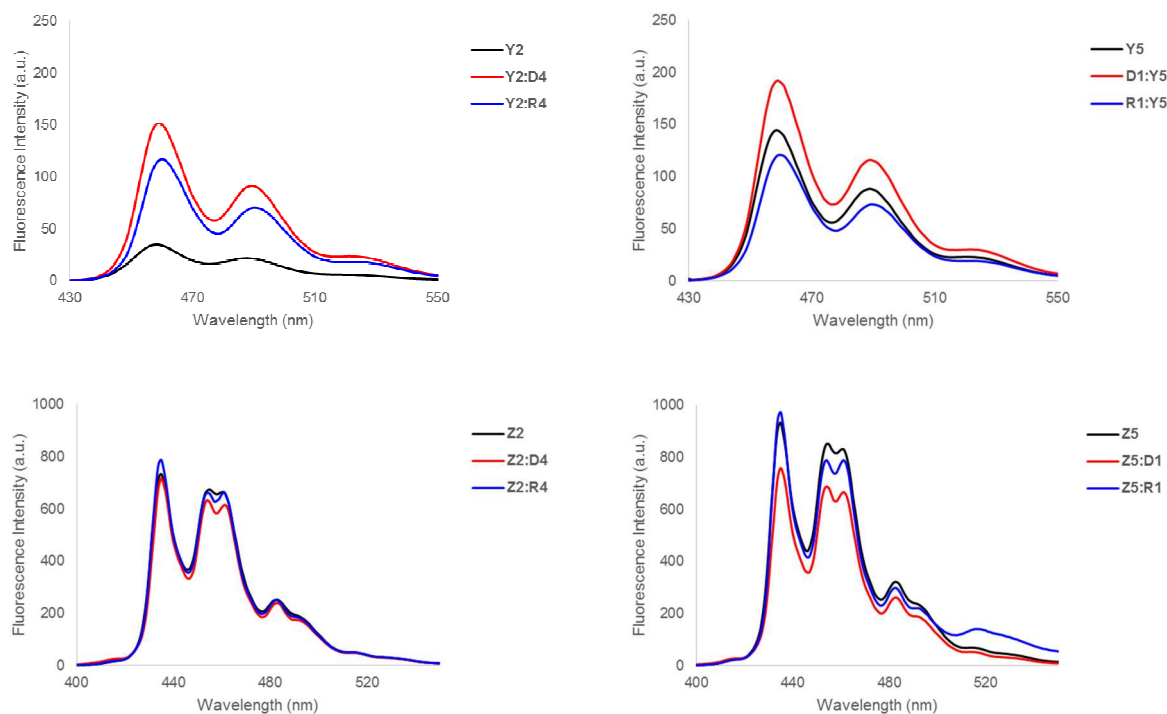 250
200
150
100
50
0
430
470
510
550
Fluorescence Intensity (a.u.)
Wavelength (nm)
Y2
Y2:D4
Y2:R4
250
200
150
100
50
0
430
470
510
550
Fluorescence Intensity (a.u.)
Wavelength (nm)
Y5
D1:Y5
R1:Y5
1000
800
600
400
200
0
400
440
480
520
Fluorescence Intensity (a.u.)
Wavelength (nm)
Z2
Z2:D4
Z2:R4
1000
800
600
400
200
0
400
440
480
520
Fluorescence Intensity (a.u.)
Wavelength (nm)
Z5
Z5:D1
Z5:R1